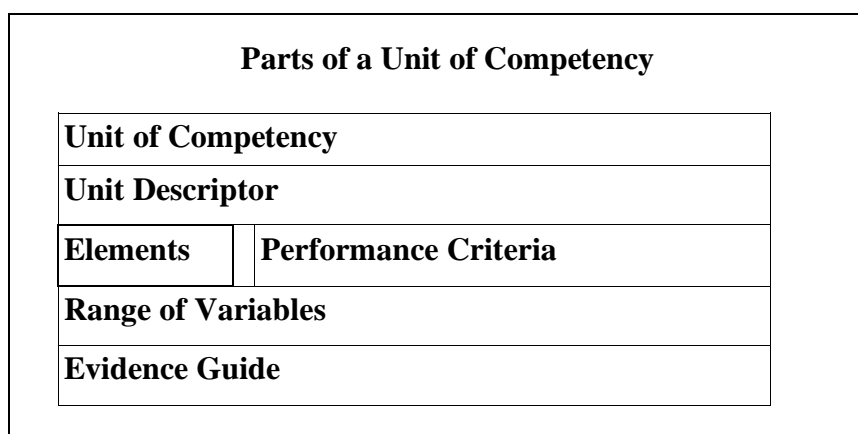 Parts of a Unit of Competency
Unit of Competency
Unit Descriptor
Elements Performance Criteria
Range of Variables
Evidence Guide